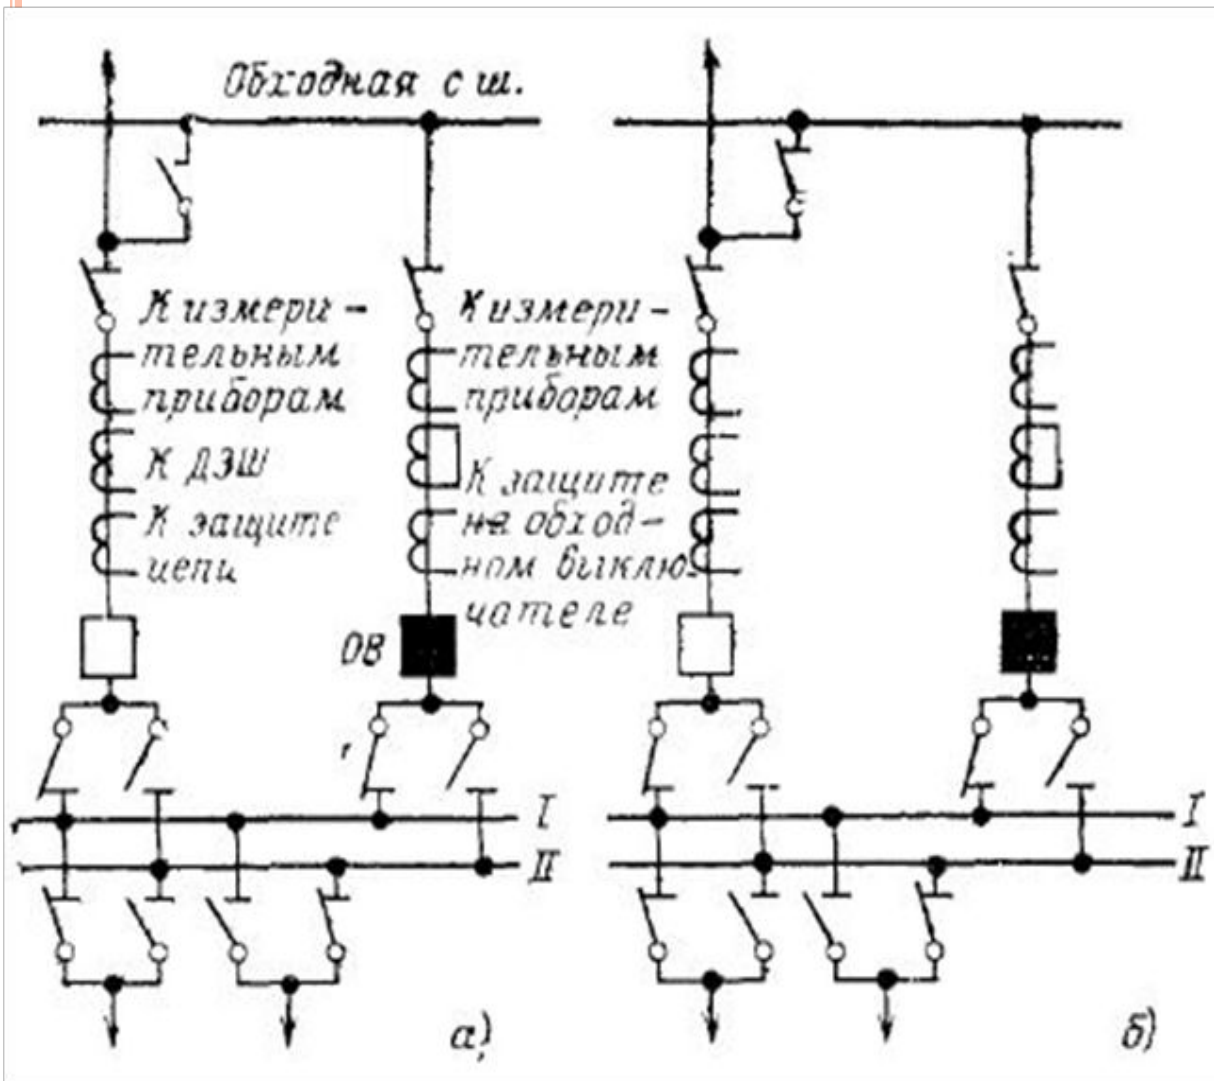 Обходная с ш.
К измери-
тельным
приборам
К ДЗШ
К защите
цепи
К измери-
тельным
приборам
К защите
на обход-
ном выклю-
чателе
ОВ
I
II
I
II
а)
б)